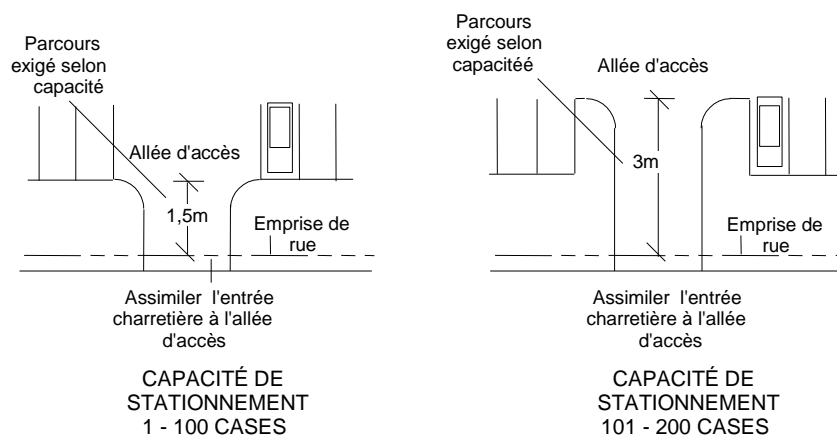 Parcours
exigé selon
capacité
Allée d'accès
1,5m
Emprise de
rue
Assimiler l'entrée
charretière à l'allée
d'accès
CAPACITÉ DE
STATIONNEMENT
1 - 100 CASES
Parcours
exigé selon
capacitéé
Allée d'accès
3m
Emprise de
rue
Assimiler l'entrée
charretière à l'allée
d'accès
CAPACITÉ DE
STATIONNEMENT
101 - 200 CASES